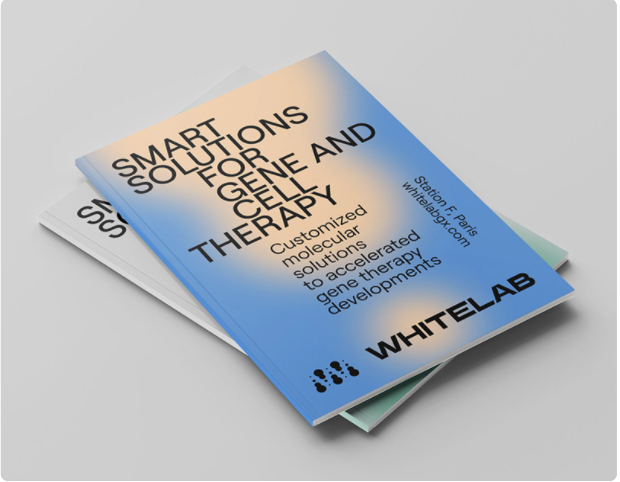 SMART
SOLUTIONS
FOR
GENE AND
CELL
THERAPY
Customized
molecular
solutions
to accelerated
gene therapy
developments
Station F, Paris
whitelabgx.com
WHITELAB